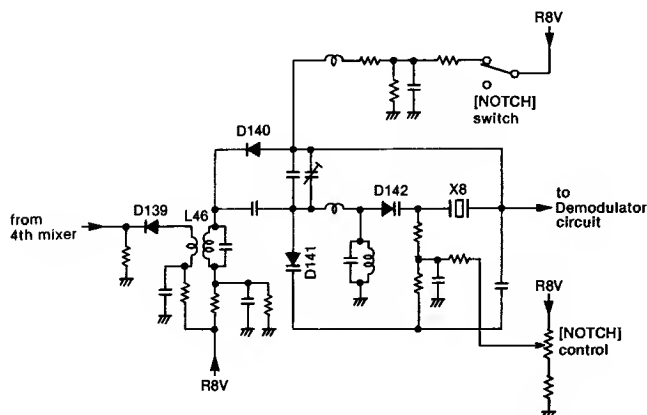 R8V
[NOTCH]
switch
D140
D142
X8
D139
L46
from
4th mixer
to
Demodulator
circuit
D141
R8V
[NOTCH]
control
R8V